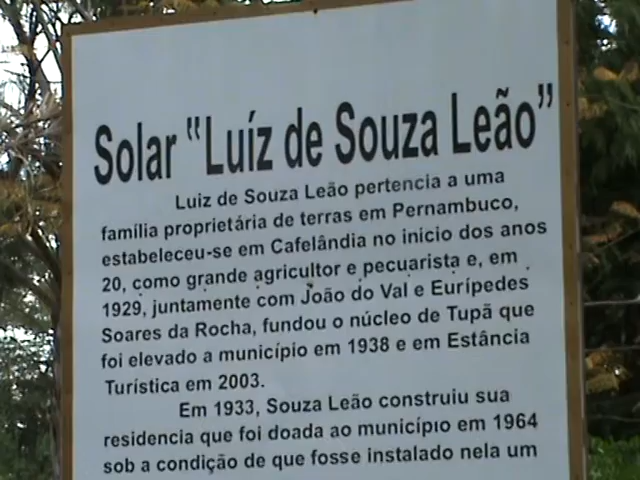 Solar "Luíz de Souza Leão"
Luiz de Souza Leão pertencia a uma
família proprietária de terras em Pernambuco,
estabeleceu-se em Cafelândia no inicio dos anos
20, como grande agricultor e pecuarista e, em
1929, juntamente com João do Val e Eurípedes
Soares da Rocha, fundou o núcleo de Tupã que
foi elevado a município em 1938 e em Estância
Turística em 2003.
Em 1933, Souza Leão construiu sua
residencia que foi doada ao município em 1964
sob a condição de que fosse instalado nela um